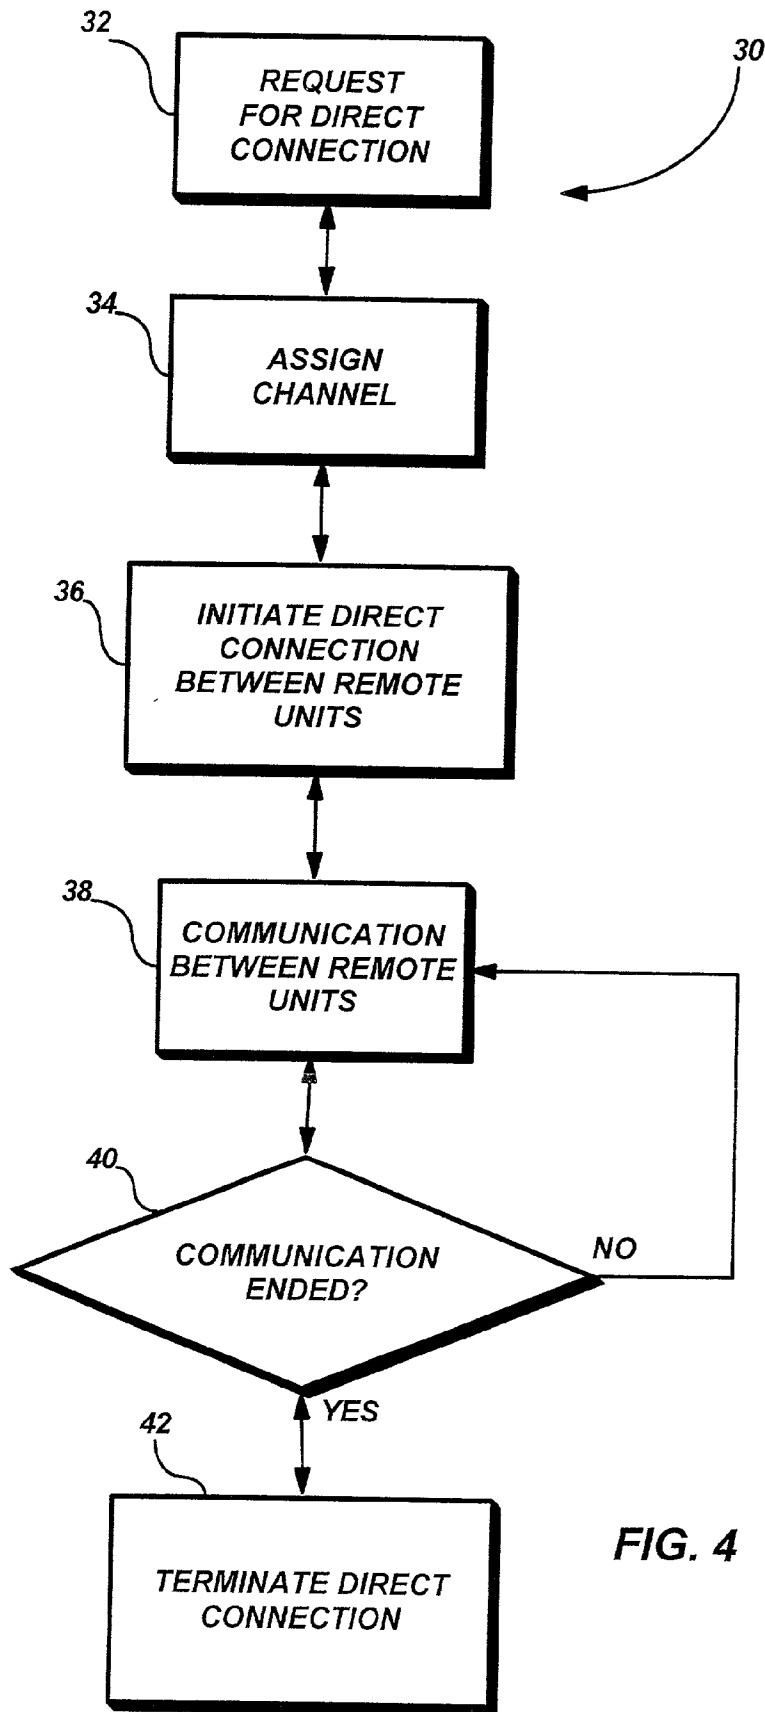 32
30
REQUEST
FOR DIRECT
CONNECTION
34
ASSIGN
CHANNEL
36
INITIATE DIRECT
CONNECTION
BETWEEN REMOTE
UNITS
38
COMMUNICATION
BETWEEN REMOTE
UNITS
40
COMMUNICATION
ENDED?
NO
YES
42
TERMINATE DIRECT
CONNECTION
FIG. 4